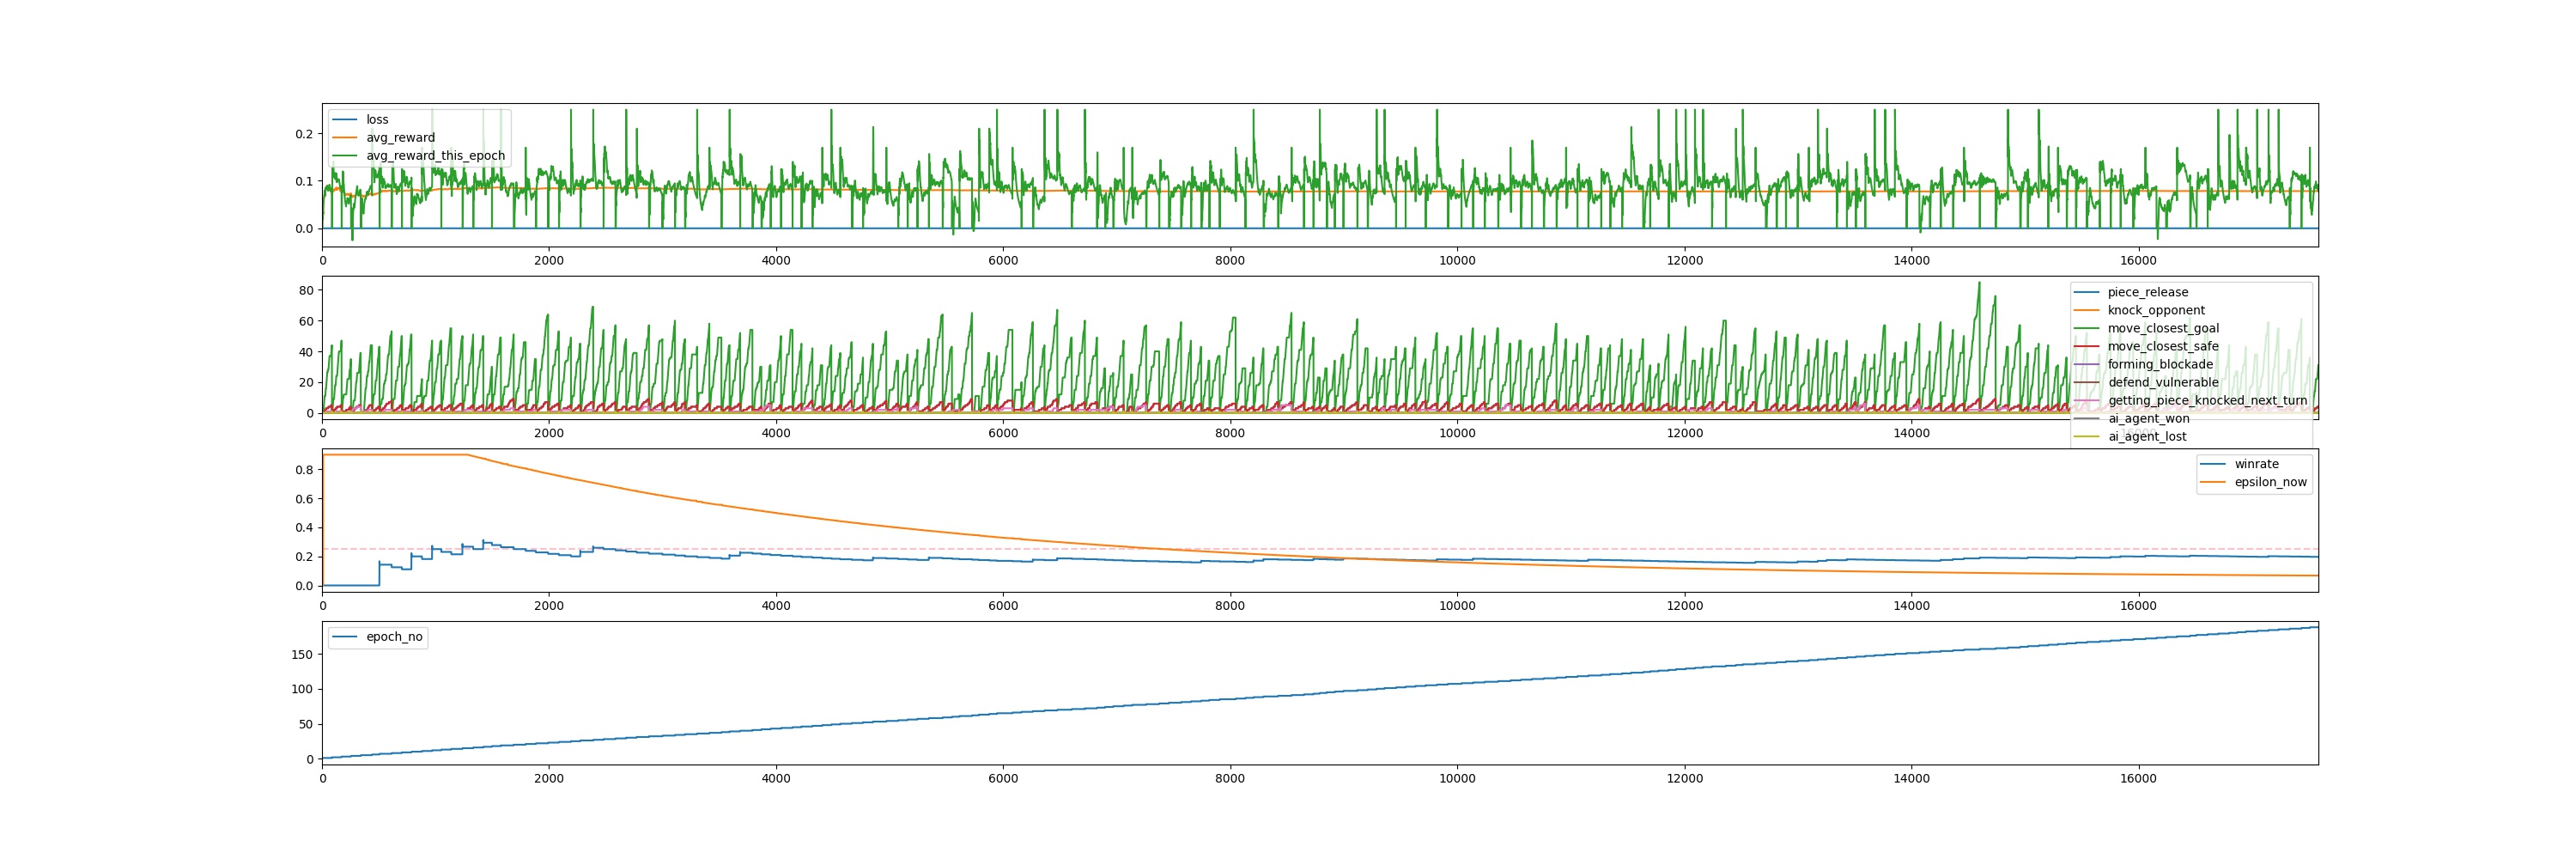 loss
avg_reward
avg_reward_this_epoch
0.2
0.1
0.0
0 2000 4000 6000 8000 10000 12000 14000 16000
piece_release
knock_opponent
move_closest_goal
move_closest_safe
forming_blockade
defend_vulnerable
getting_piece_knocked_next_turn
ai_agent_won
ai_agent_lost
80
60
40
20
0
0 2000 4000 6000 8000 10000 12000 14000 16000
winrate
epsilon_now
0.8
0.6
0.4
0.2
0.0
0 2000 4000 6000 8000 10000 12000 14000 16000
epoch_no
150
100
50
0
0 2000 4000 6000 8000 10000 12000 14000 16000